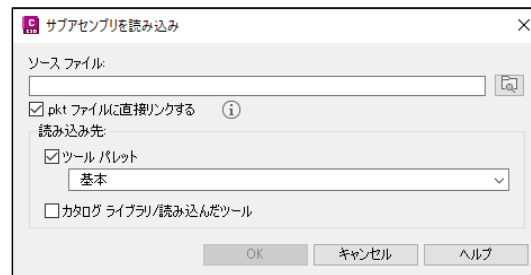 C
C3D
サブアセンブリを読み込み
ソース ファイル:
pkt ファイルに直接リンクする
読み込み先:
ツール パレット
基本
カタログ ライブラリ/読み込んだツール
OK キャンセル ヘルプ